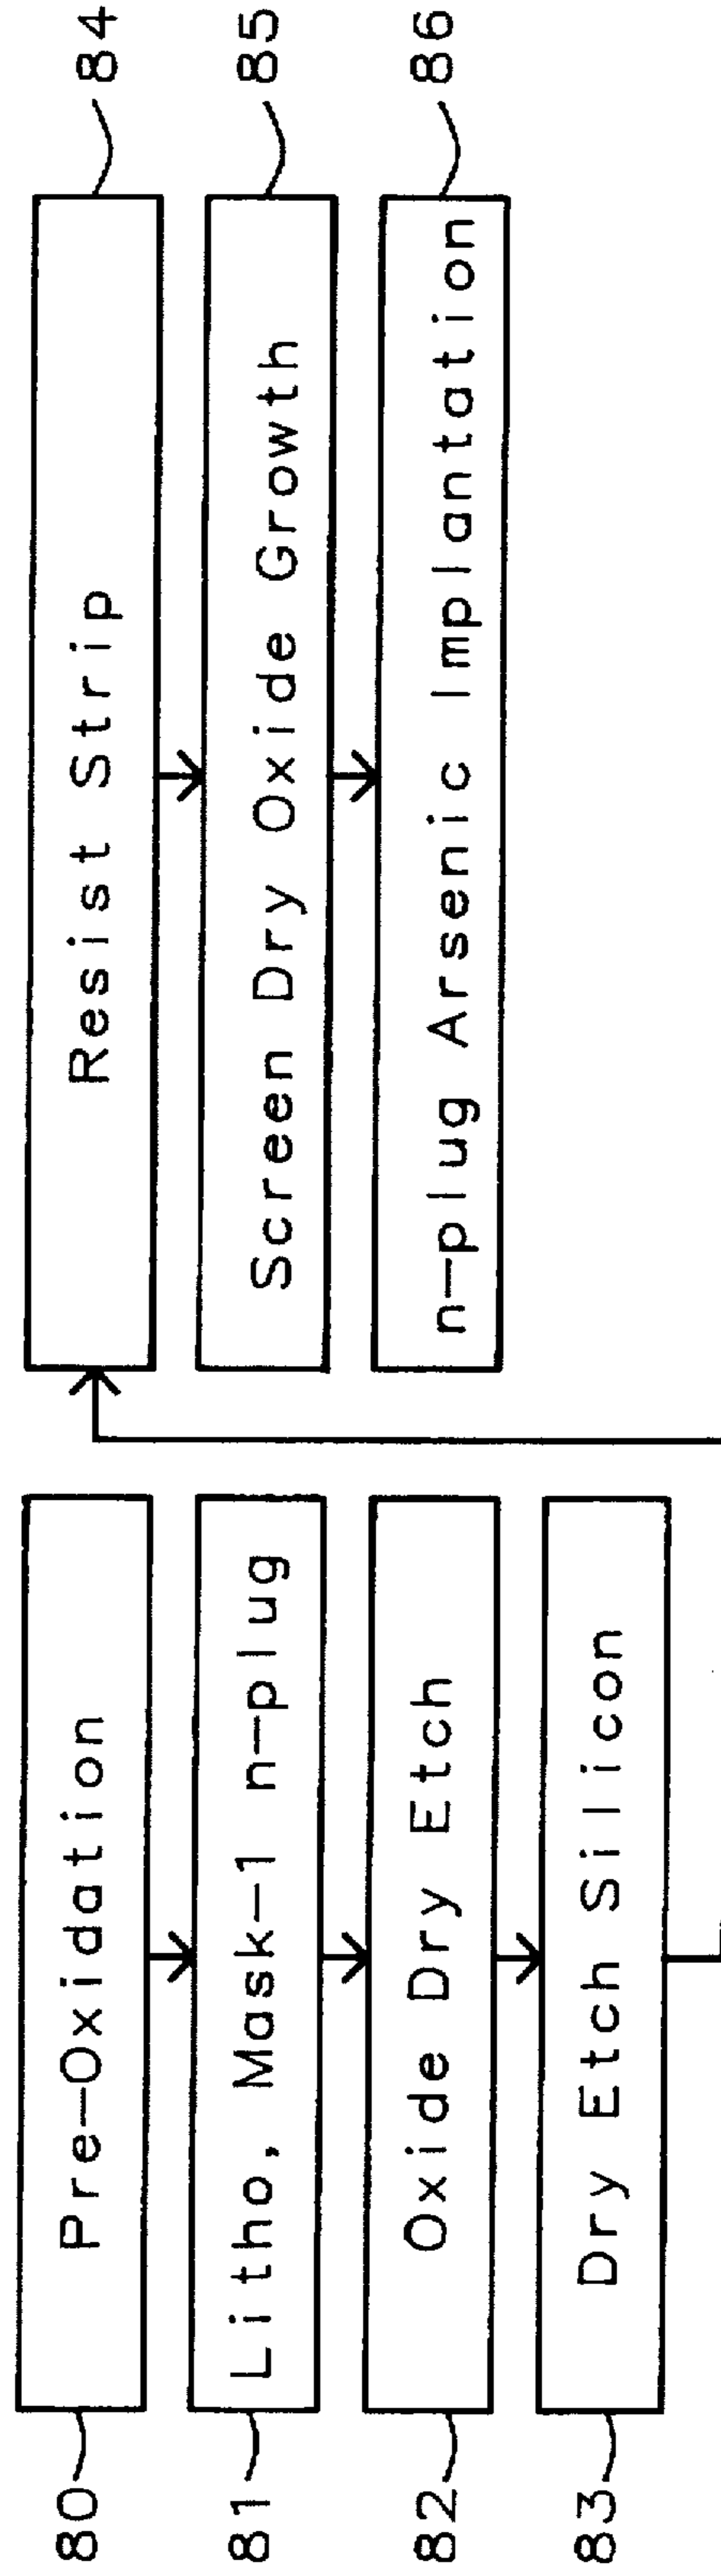 80
Pre-Oxidation
81
Litho, Mask-1 n-plug
82
Oxide Dry Etch
83
Dry Etch Silicon
Resist Strip
84
Screen Dry Oxide Growth
85
n-plug Arsenic Implantation
86